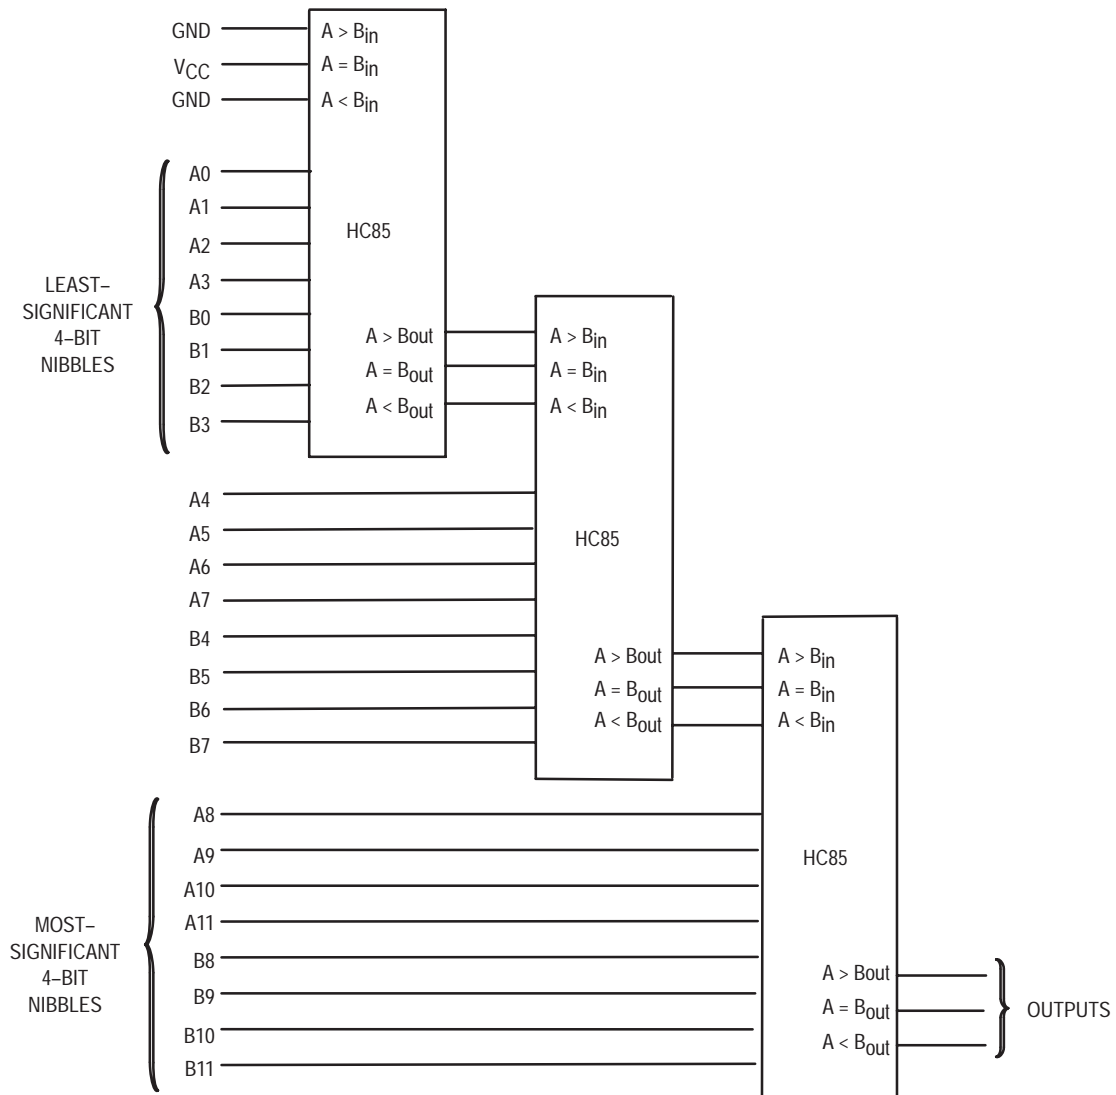 GND
VCC
GND
A > Bin
A = Bin
A < Bin
A0
A1
A2
A3
B0
B1
B2
B3
LEAST–
SIGNIFICANT
4–BIT
NIBBLES
HC85
A > Bout
A = Bout
A < Bout
A > Bin
A = Bin
A < Bin
A4
A5
A6
A7
B4
B5
B6
B7
HC85
A > Bout
A = Bout
A < Bout
A > Bin
A = Bin
A < Bin
A8
A9
A10
A11
B8
B9
B10
B11
MOST–
SIGNIFICANT
4–BIT
NIBBLES
HC85
A > Bout
A = Bout
A < Bout
OUTPUTS